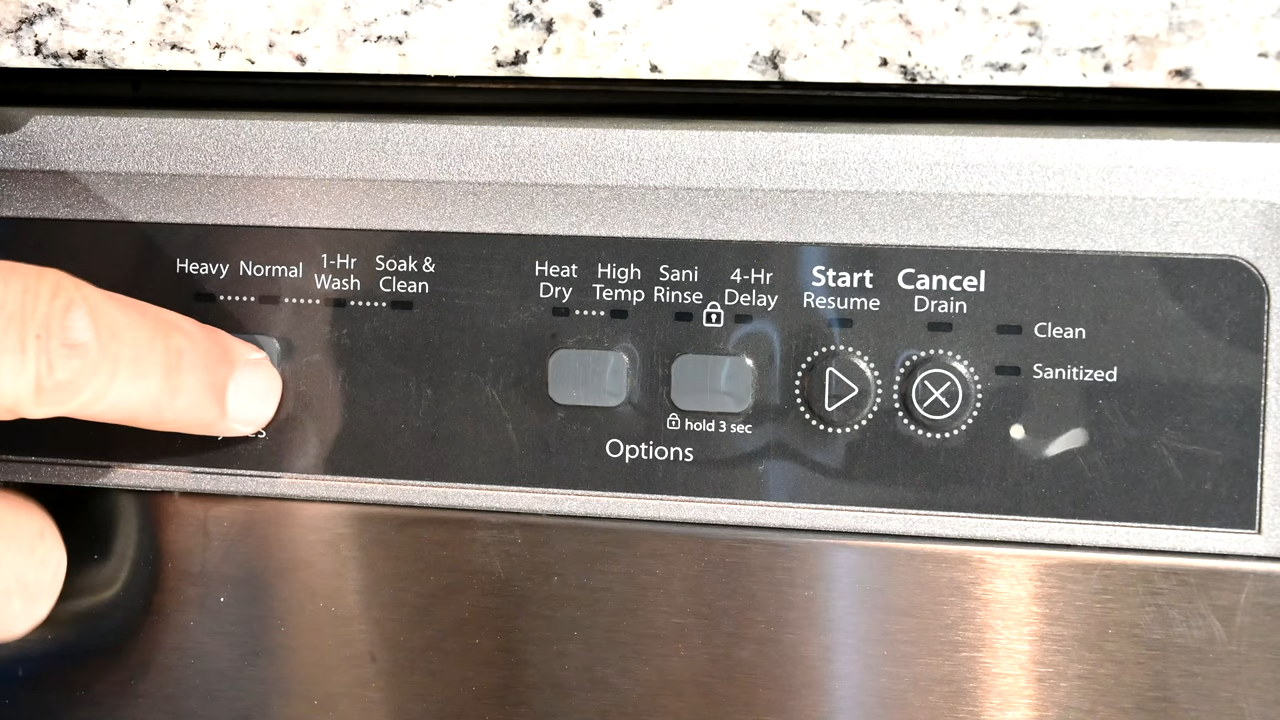 Heavy Normal 1-Hr Wash Soak & Clean
Heat Dry High Temp Sani Rinse 4-Hr Delay
Start Resume
Cancel Drain
Clean
Sanitized
hold 3 sec
Options